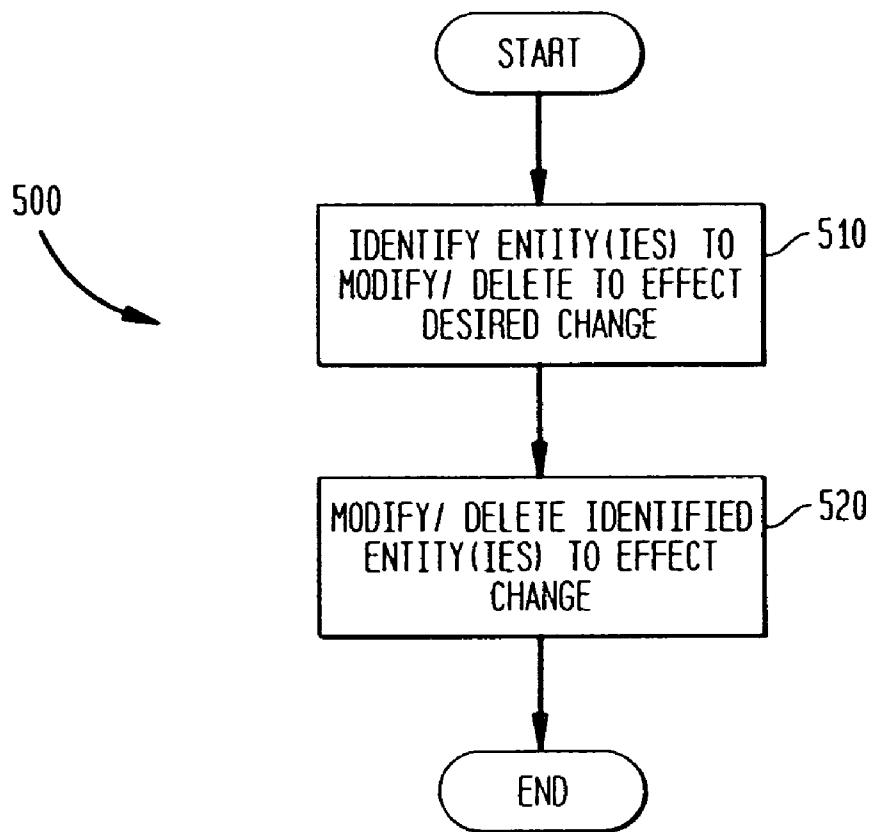 START
500
IDENTIFY ENTITY(IES) TO
MODIFY/ DELETE TO EFFECT
DESIRED CHANGE
510
MODIFY/ DELETE IDENTIFIED
ENTITY(IES) TO EFFECT
CHANGE
520
END